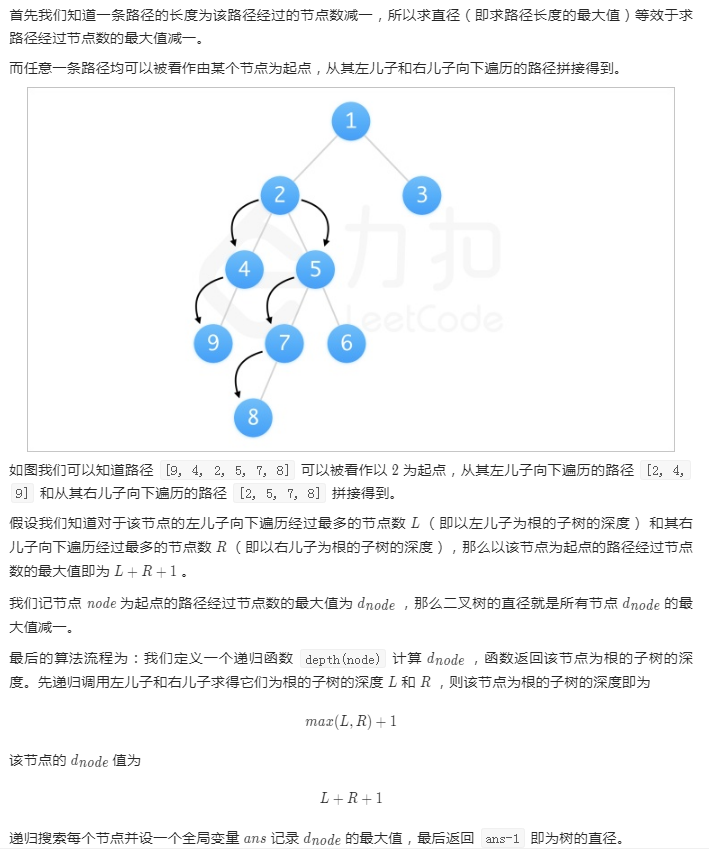 首先我们知道一条路径的长度为该路径经过的节点数减一，所以求直径（即求路径长度的最大值）等效于求
路径经过节点数的最大值减一。
而任意一条路径均可以被看作由某个节点为起点，从其左儿子和右儿子向下遍历的路径拼接得到。
1
2
3
力扣
4
5
LeetCode
9
7
6
8
如图我们可以知道路径 [9, 4, 2, 5, 7, 8] 可以被看作以 2 为起点，从其左儿子向下遍历的路径 [2, 4,
9] 和从其右儿子向下遍历的路径 [2, 5, 7, 8] 拼接得到。
假设我们知道对于该节点的左儿子向下遍历经过最多的节点数 L（即以左儿子为根的子树的深度） 和其右
儿子向下遍历经过最多的节点数 R（即以右儿子为根的子树的深度），那么以该节点为起点的路径经过节点
数的最大值即为 L + R + 1 。
我们记节点 node 为起点的路径经过节点数的最大值为 d_node ，那么二叉树的直径就是所有节点 d_node 的最
大值减一。
最后的算法流程为：我们定义一个递归函数 depth(node) 计算 d_node ，函数返回该节点为根的子树的深
度。先递归调用左儿子和右儿子求得它们为根的子树的深度 L 和 R ，则该节点为根的子树的深度即为
max(L, R) + 1
该节点的 d_node 值为
L + R + 1
递归搜索每个节点并设一个全局变量 ans 记录 d_node 的最大值，最后返回 ans-1 即为树的直径。